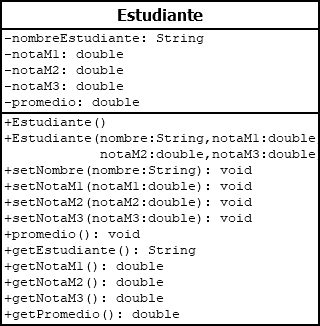 Estudiante
-nombreEstudiante: String
-notaM1: double
-notaM2: double
-notaM3: double
-promedio: double
+Estudiante()
+Estudiante(nombre:String,notaM1:double
notaM2:double,notaM3:double
+setNombre(nombre:String): void
+setNotaM1(notaM1:double): void
+setNotaM2(notaM2:double): void
+setNotaM3(notaM3:double): void
+promedio(): void
+getEstudiante(): String
+getNotaM1(): double
+getNotaM2(): double
+getNotaM3(): double
+getPromedio(): double